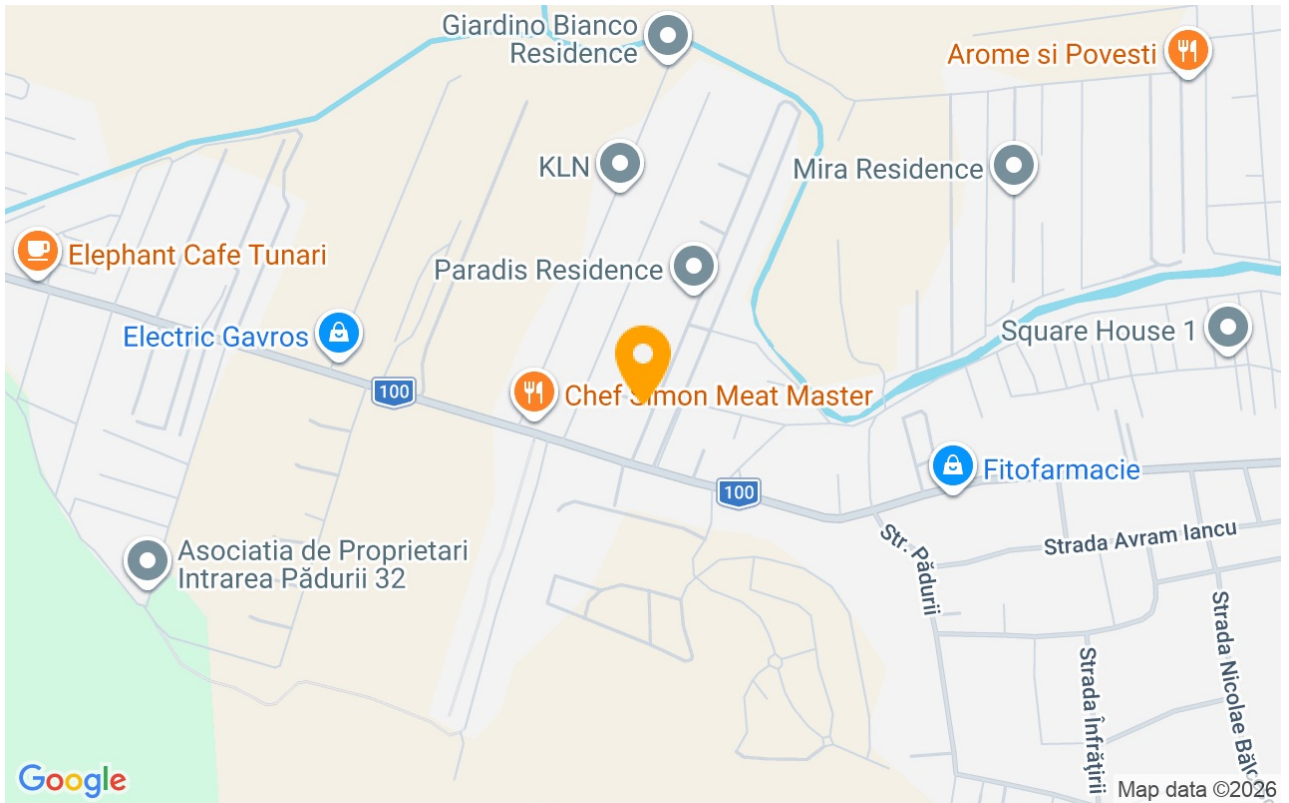 Giardino Bianco
Residence
Arome si Povesti
KLN
Mira Residence
Elephant Cafe Tunari
Paradis Residence
Electric Gavros
Square House 1
100
Chef Simon Meat Master
100
Fitofarmacie
Str. Pădurii
Strada Avram Iancu
Asociatia de Proprietari
Intrarea Pădurii 32
Strada Înfrățirii
Strada Nicolae
Google
Map data ©2026